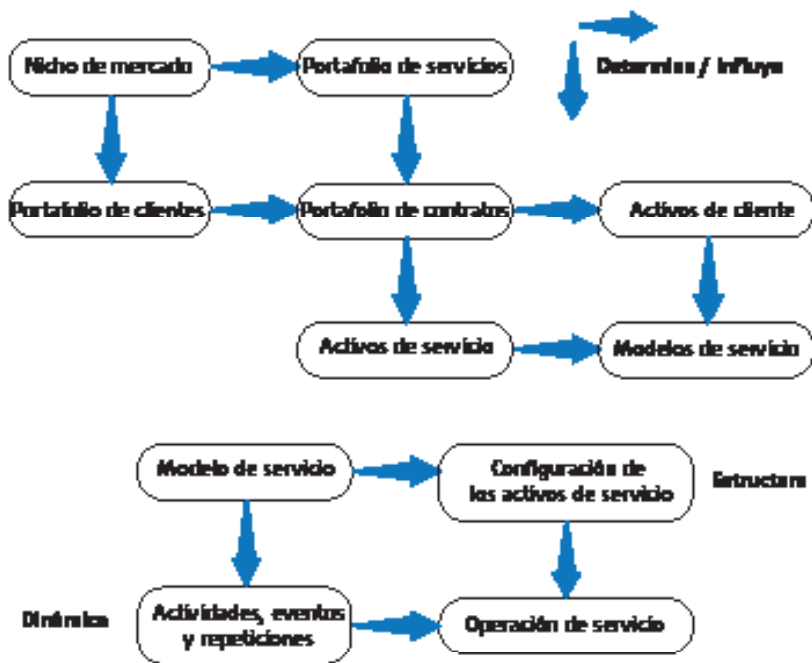 Nicho de mercado
Portafolio de servicios
Determina / Influye
Portafolio de clientes
Portafolio de contratos
Activos de cliente
Activos de servicio
Modelos de servicio
Modelo de servicio
Configuración de
los activos de servicio
Estructura
Dinámica
Actividades, eventos
y repeticiones
Operación de servicio